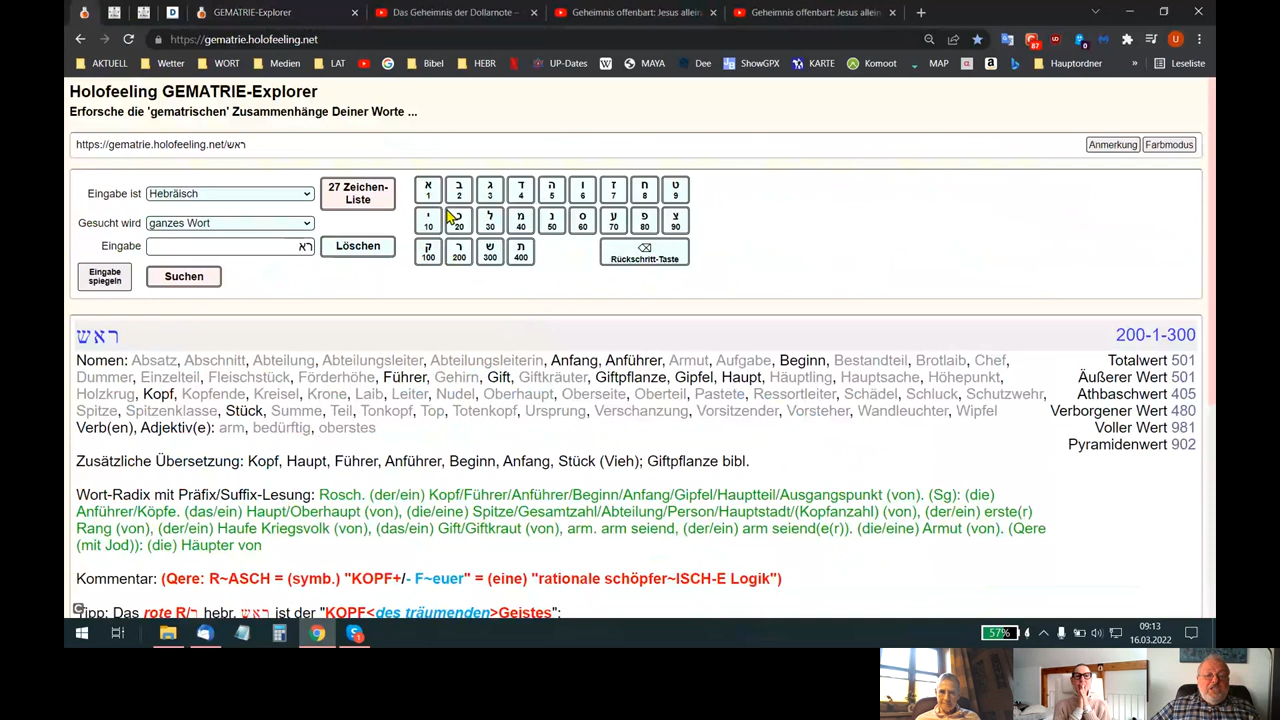 GEMATRIE-Explorer
Das Geheimnis der Dollarnote –
Geheimnis offenbart: Jesus allein
Geheimnis offenbart: Jesus allein
https://gematrie.holofeeling.net
AKTUELL Wetter WORT Medien LAT Bibel HEBR UP-Dates MAYA Dee ShowGPX KARTE Komoot MAP Hauptordner » Leseliste
Holofeeling GEMATRIE-Explorer
Erforsche die 'gematrischen' Zusammenhänge Deiner Worte ...
https://gematrie.holofeeling.net/ראש
Anmerkung Farbmodus
Eingabe ist Hebräisch
27 Zeichen-
Liste
Gesucht wird ganzes Wort
Eingabe רא Löschen
Eingabe
spiegeln
Suchen
א ב ג ד ה ו ז ח ט
1 2 3 4 5 6 7 8 9
י כ ל מ נ ס ע פ צ
10 20 30 40 50 60 70 80 90
ק ר ש ת
100 200 300 400
Rückschritt-Taste
ראש 200-1-300
Nomen: Absatz, Abschnitt, Abteilung, Abteilungsleiter, Abteilungsleiterin, Anfang, Anführer, Armut, Aufgabe, Beginn, Bestandteil, Brotlaib, Chef,
Dummer, Einzelteil, Fleischstück, Förderhöhe, Führer, Gehirn, Gift, Giftkräuter, Giftpflanze, Gipfel, Haupt, Häuptling, Hauptsache, Höhepunkt,
Holzkrug, Kopf, Kopfende, Kreisel, Krone, Laib, Leiter, Nudel, Oberhaupt, Oberseite, Oberteil, Pastete, Ressortleiter, Schädel, Schluck, Schutzwehr,
Spitze, Spitzenklasse, Stück, Summe, Teil, Tonkopf, Top, Totenkopf, Ursprung, Verschanzung, Vorsitzender, Vorsteher, Wandleuchter, Wipfel
Verb(en), Adjektiv(e): arm, bedürftig, oberstes
Totalwert 501
Äußerer Wert 501
Athbaschwert 405
Verborgener Wert 480
Voller Wert 981
Pyramidenwert 902
Zusätzliche Übersetzung: Kopf, Haupt, Führer, Anführer, Beginn, Anfang, Stück (Vieh); Giftpflanze bibl.
Wort-Radix mit Präfix/Suffix-Lesung: Rosch. (der/ein) Kopf/Führer/Anführer/Beginn/Anfang/Gipfel/Hauptteil/Ausgangspunkt (von). (Sg): (die)
Anführer/Köpfe. (das/ein) Haupt/Oberhaupt (von), (die/eine) Spitze/Gesamtzahl/Abteilung/Person/Hauptstadt/(Kopfanzahl) (von), (der/ein) erste(r)
Rang (von), (der/ein) Haufe Kriegsvolk (von), (das/ein) Gift/Giftkraut (von), arm. arm seiend, (der/ein) arm seiend(e(r)). (die/eine) Armut (von). (Qere
(mit Jod)): (die) Häupter von
Kommentar: (Qere: R~ASCH = (symb.) "KOPF+/- F~euer" = (eine) "rationale schöpfer~ISCH-E Logik")
Tipp: Das rote R/ר hebr. ראש ist der "KOPF<des träumenden>Geistes":
57%
09:13
16.03.2022